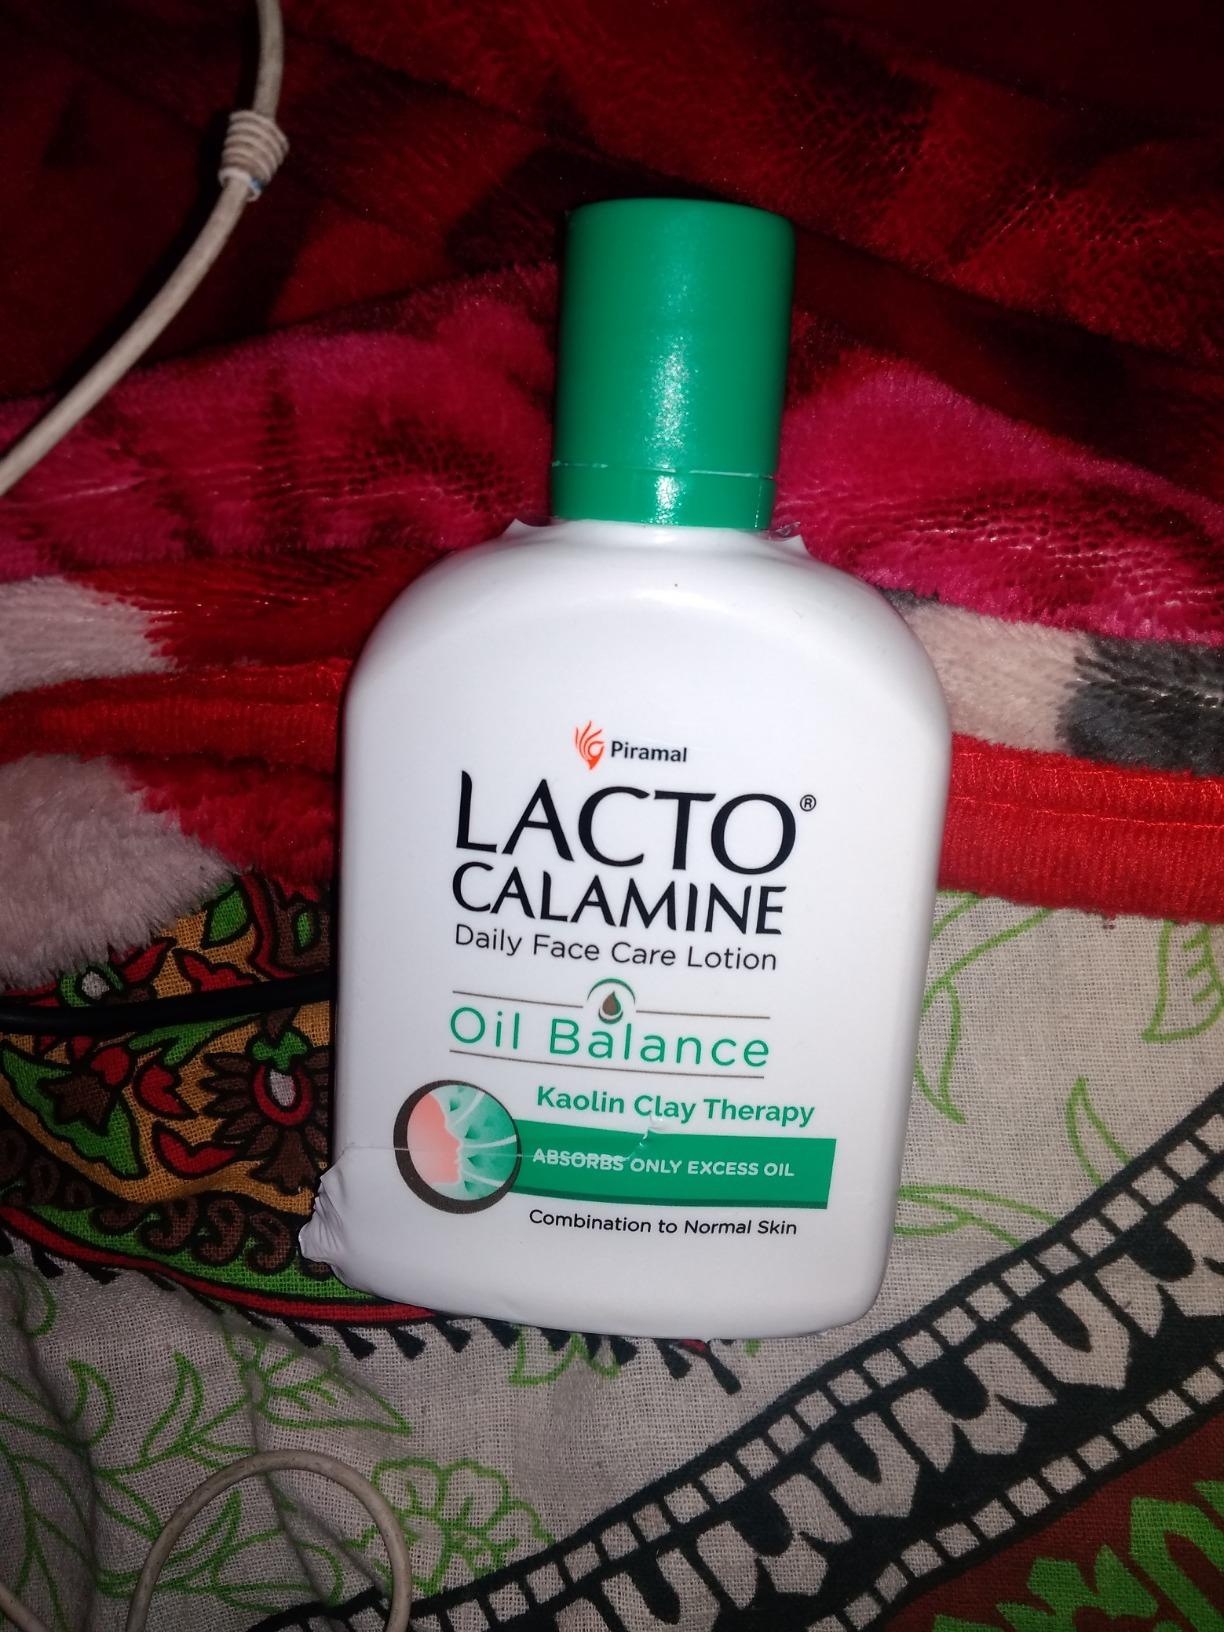 Piramal
LACTO®
CALAMINE
Daily Face Care Lotion
Oil Balance
Kaolin Clay Therapy
ABSORBS ONLY EXCESS OIL
Combination to Normal Skin